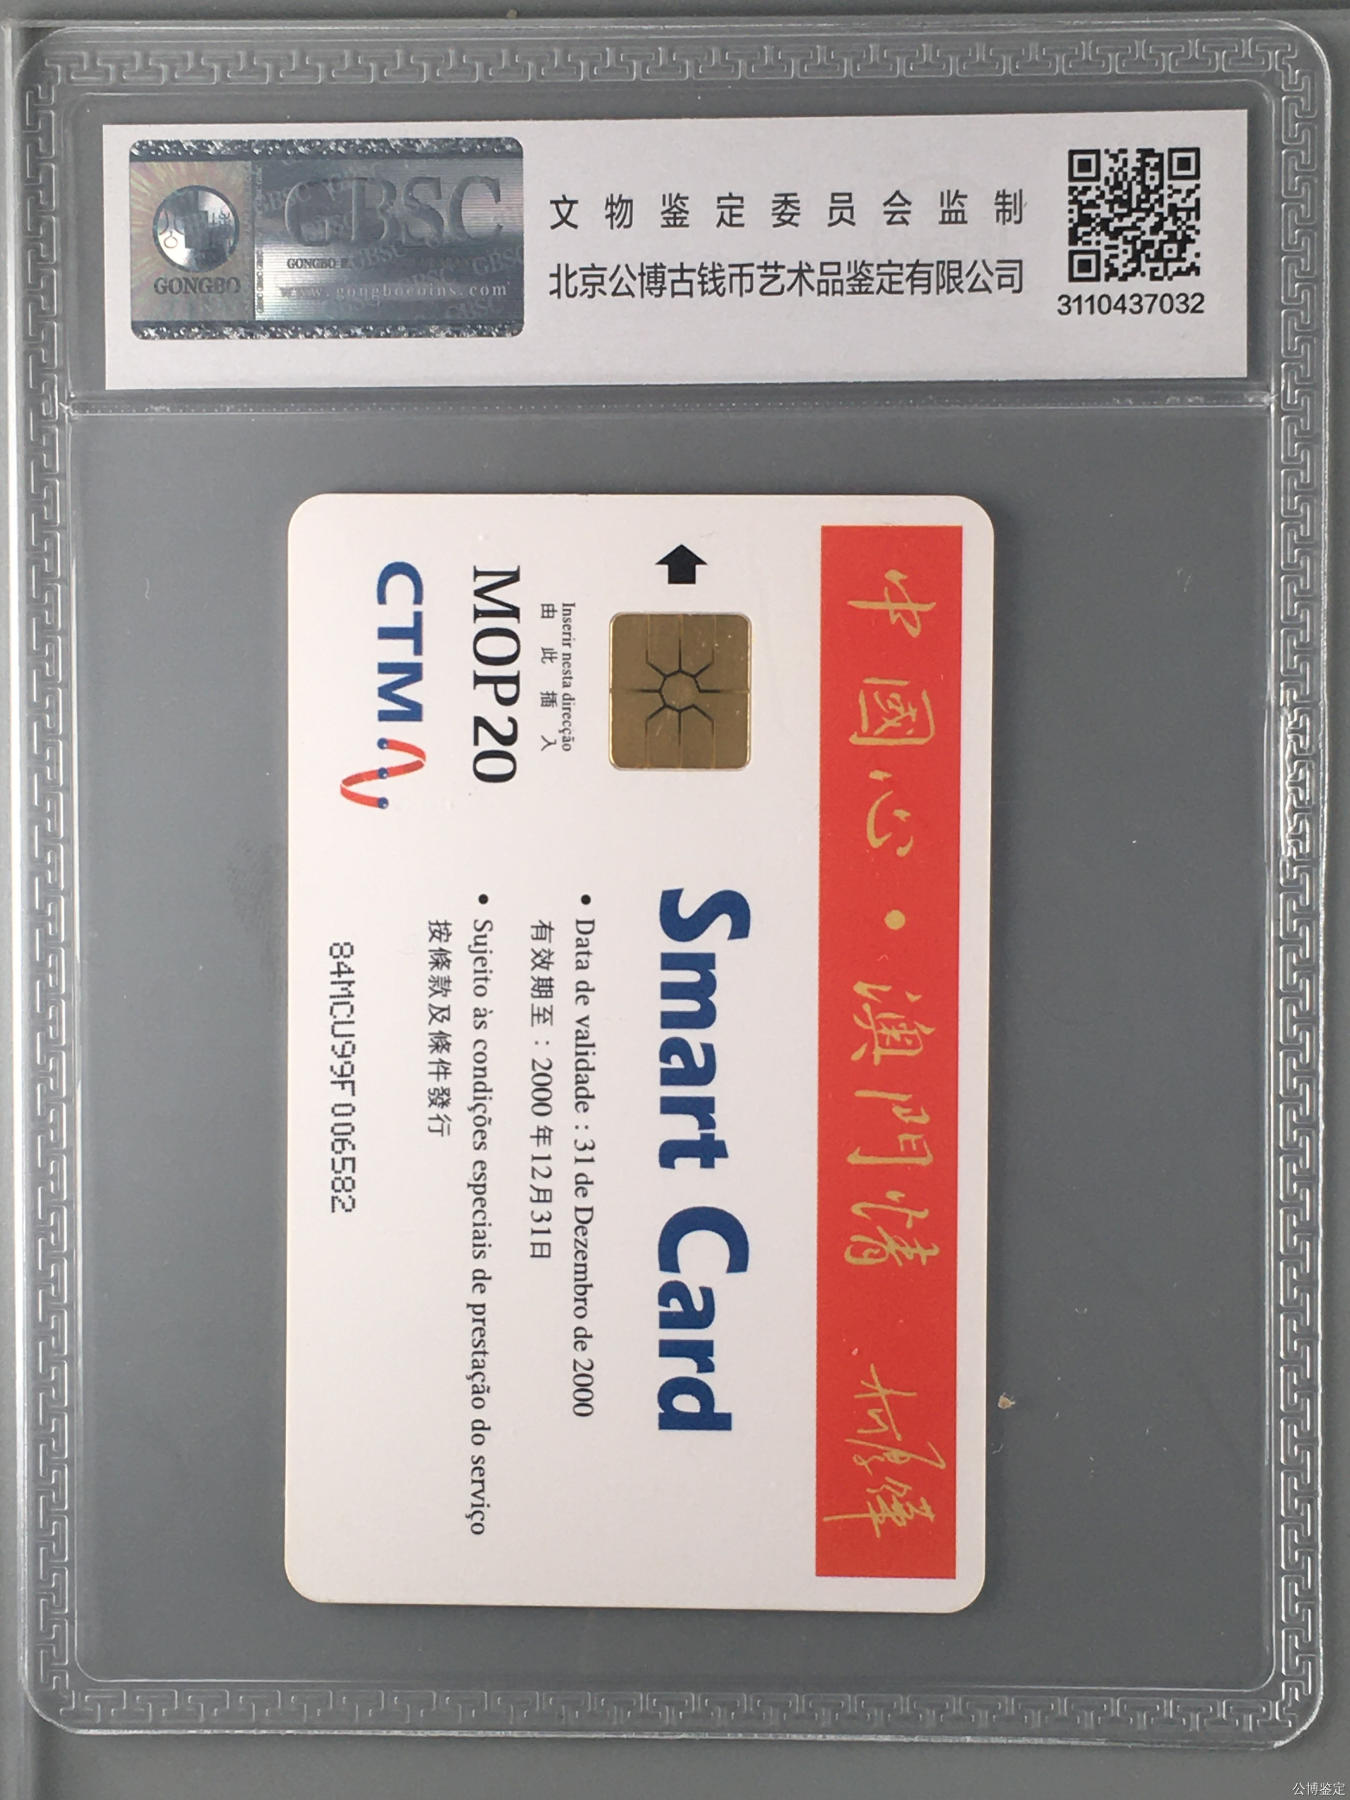 GBSC
GONGBO
www.gongbocoins.com
文物鉴定委员会监制
北京公博古钱币艺术品鉴定有限公司
3110437032
中國心·澳門情
Inserir nesta direcção
由此插入
MOP20
CTM
Smart Card
• Data de validade : 31 de Dezembro de 2000
有效期至：2000年12月31日
• Sujeito às condições especiais de prestação do serviço
按條款及條件發行
84MCU99F006582
公博鉴定